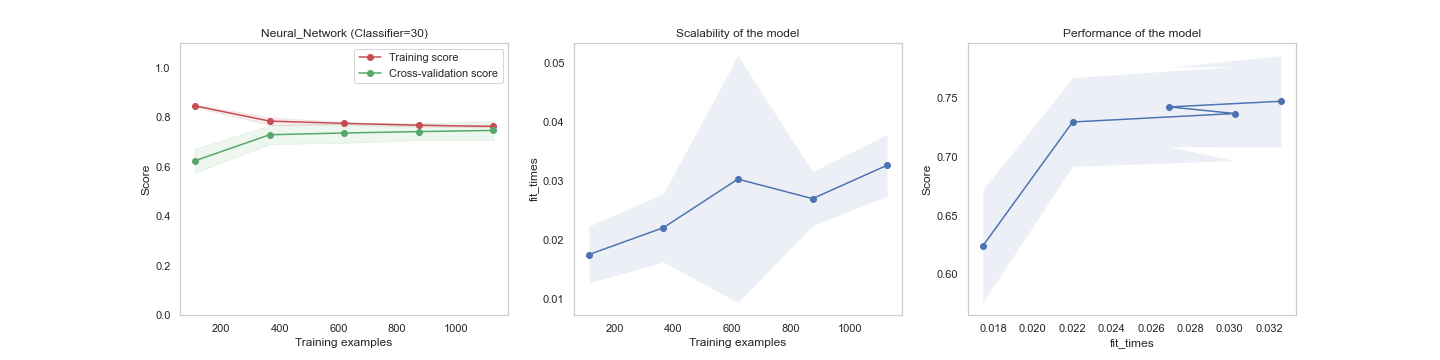 Neural_Network (Classifier=30)
Training score
Cross-validation score
1.0
0.8
0.6
0.4
0.2
0.0
Score
200 400 600 800 1000
Training examples
Scalability of the model
0.05
0.04
0.03
0.02
0.01
fit_times
200 400 600 800 1000
Training examples
Performance of the model
0.75
0.70
0.65
0.60
Score
0.018 0.020 0.022 0.024 0.026 0.028 0.030 0.032
fit_times